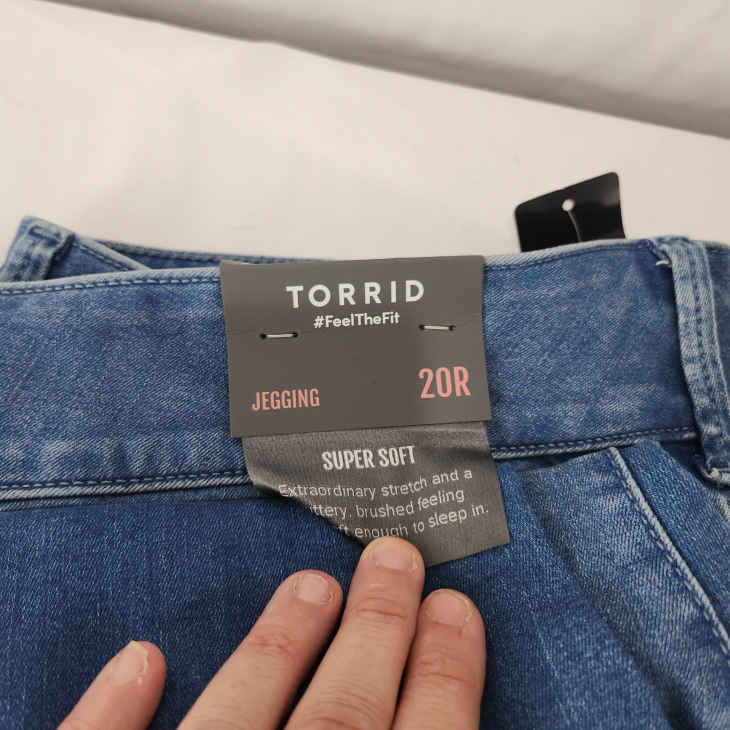 TORRID
#FeelTheFit
JEGGING 20R
SUPER SOFT
Extraordinary stretch and a
brushed feeling
enough to sleep in.